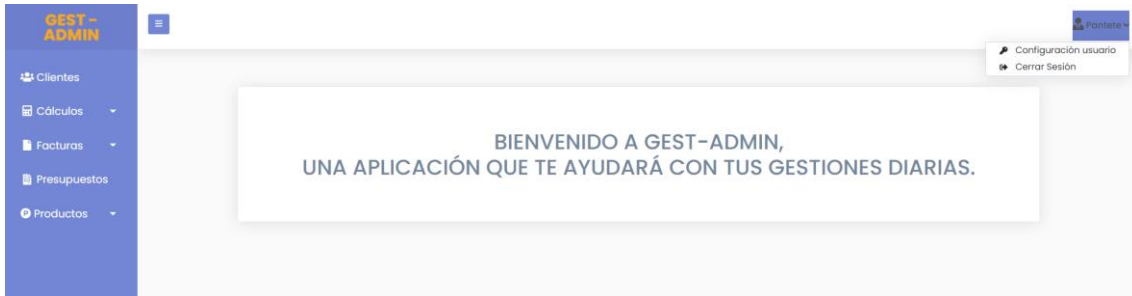 GEST-
ADMIN
Pantete
Configuración usuario
Cerrar Sesión
Clientes
Cálculos
Facturas
Presupuestos
Productos
BIENVENIDO A GEST-ADMIN,
UNA APLICACIÓN QUE TE AYUDARÁ CON TUS GESTIONES DIARIAS.